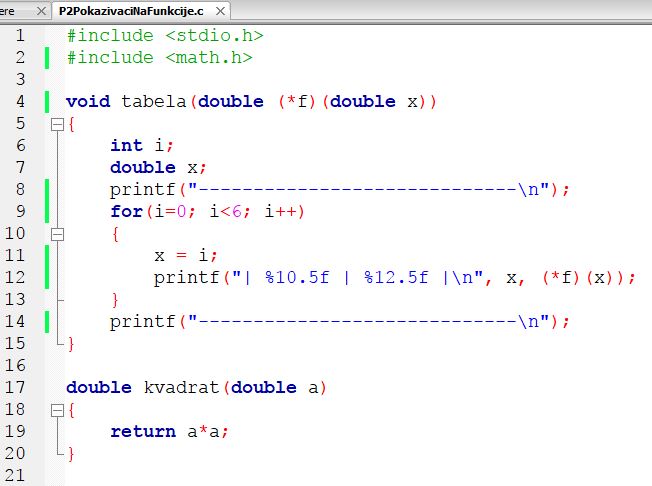 ere × P2PokazivaciNaFunkcije.c ×
1 #include <stdio.h>
2 #include <math.h>
3
4 void tabela(double (*f)(double x))
5 {
6 int i;
7 double x;
8 printf("-----------------------------\n");
9 for(i=0; i<6; i++)
10 {
11 x = i;
12 printf("| %10.5f | %12.5f |\n", x, (*f)(x));
13 }
14 printf("-----------------------------\n");
15 }
16
17 double kvadrat(double a)
18 {
19 return a*a;
20 }
21